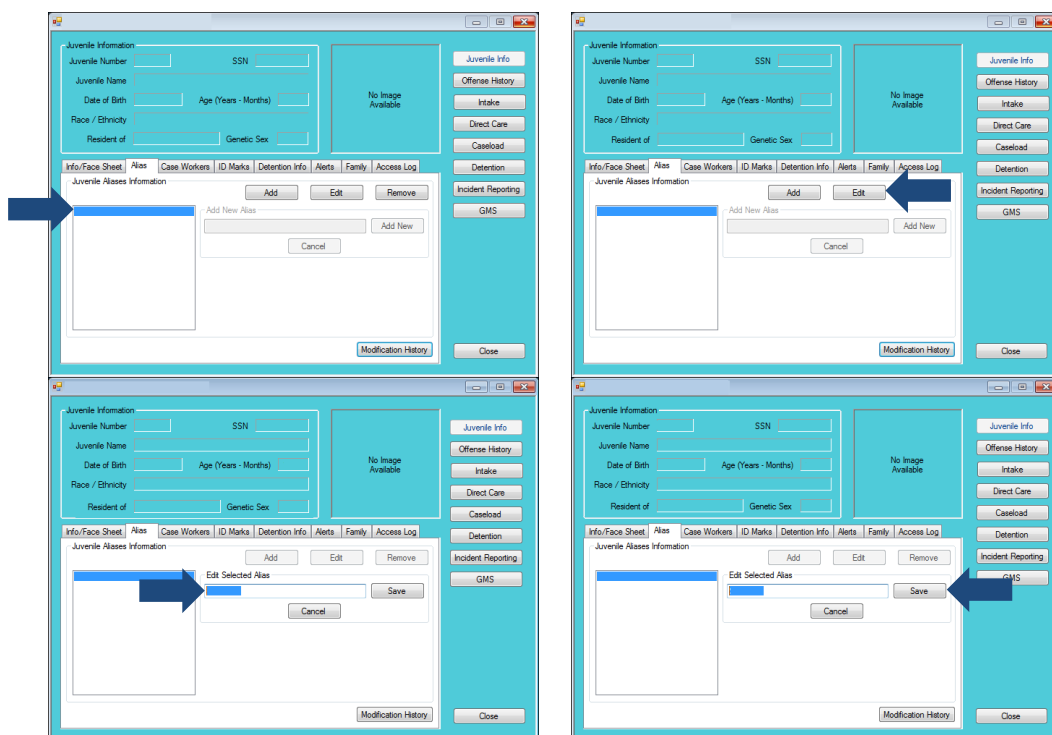 Juvenile Information
Juvenile Number SSN
Juvenile Name
Date of Birth Age (Years - Months)
Race / Ethnicity
Resident of Genetic Sex
No Image
Available
Juvenile Info
Offense History
Intake
Direct Care
Caseload
Detention
Incident Reporting
GMS
Info/Face Sheet Alias Case Workers ID Marks Detention Info Alerts Family Access Log
Juvenile Aliases Information
Add Edit Remove
Add New Alias
Add New
Cancel
Modification History
Close
Juvenile Information
Juvenile Number SSN
Juvenile Name
Date of Birth Age (Years - Months)
Race / Ethnicity
Resident of Genetic Sex
No Image
Available
Juvenile Info
Offense History
Intake
Direct Care
Caseload
Detention
Incident Reporting
GMS
Info/Face Sheet Alias Case Workers ID Marks Detention Info Alerts Family Access Log
Juvenile Aliases Information
Add Edit
Add New Alias
Add New
Cancel
Modification History
Close
Juvenile Information
Juvenile Number SSN
Juvenile Name
Date of Birth Age (Years - Months)
Race / Ethnicity
Resident of Genetic Sex
No Image
Available
Juvenile Info
Offense History
Intake
Direct Care
Caseload
Detention
Incident Reporting
GMS
Info/Face Sheet Alias Case Workers ID Marks Detention Info Alerts Family Access Log
Juvenile Aliases Information
Add Edit Remove
Edit Selected Alias
Save
Cancel
Modification History
Close
Juvenile Information
Juvenile Number SSN
Juvenile Name
Date of Birth Age (Years - Months)
Race / Ethnicity
Resident of Genetic Sex
No Image
Available
Juvenile Info
Offense History
Intake
Direct Care
Caseload
Detention
Incident Reporting
GMS
Info/Face Sheet Alias Case Workers ID Marks Detention Info Alerts Family Access Log
Juvenile Aliases Information
Add Edit Remove
Edit Selected Alias
Save
Cancel
Modification History
Close